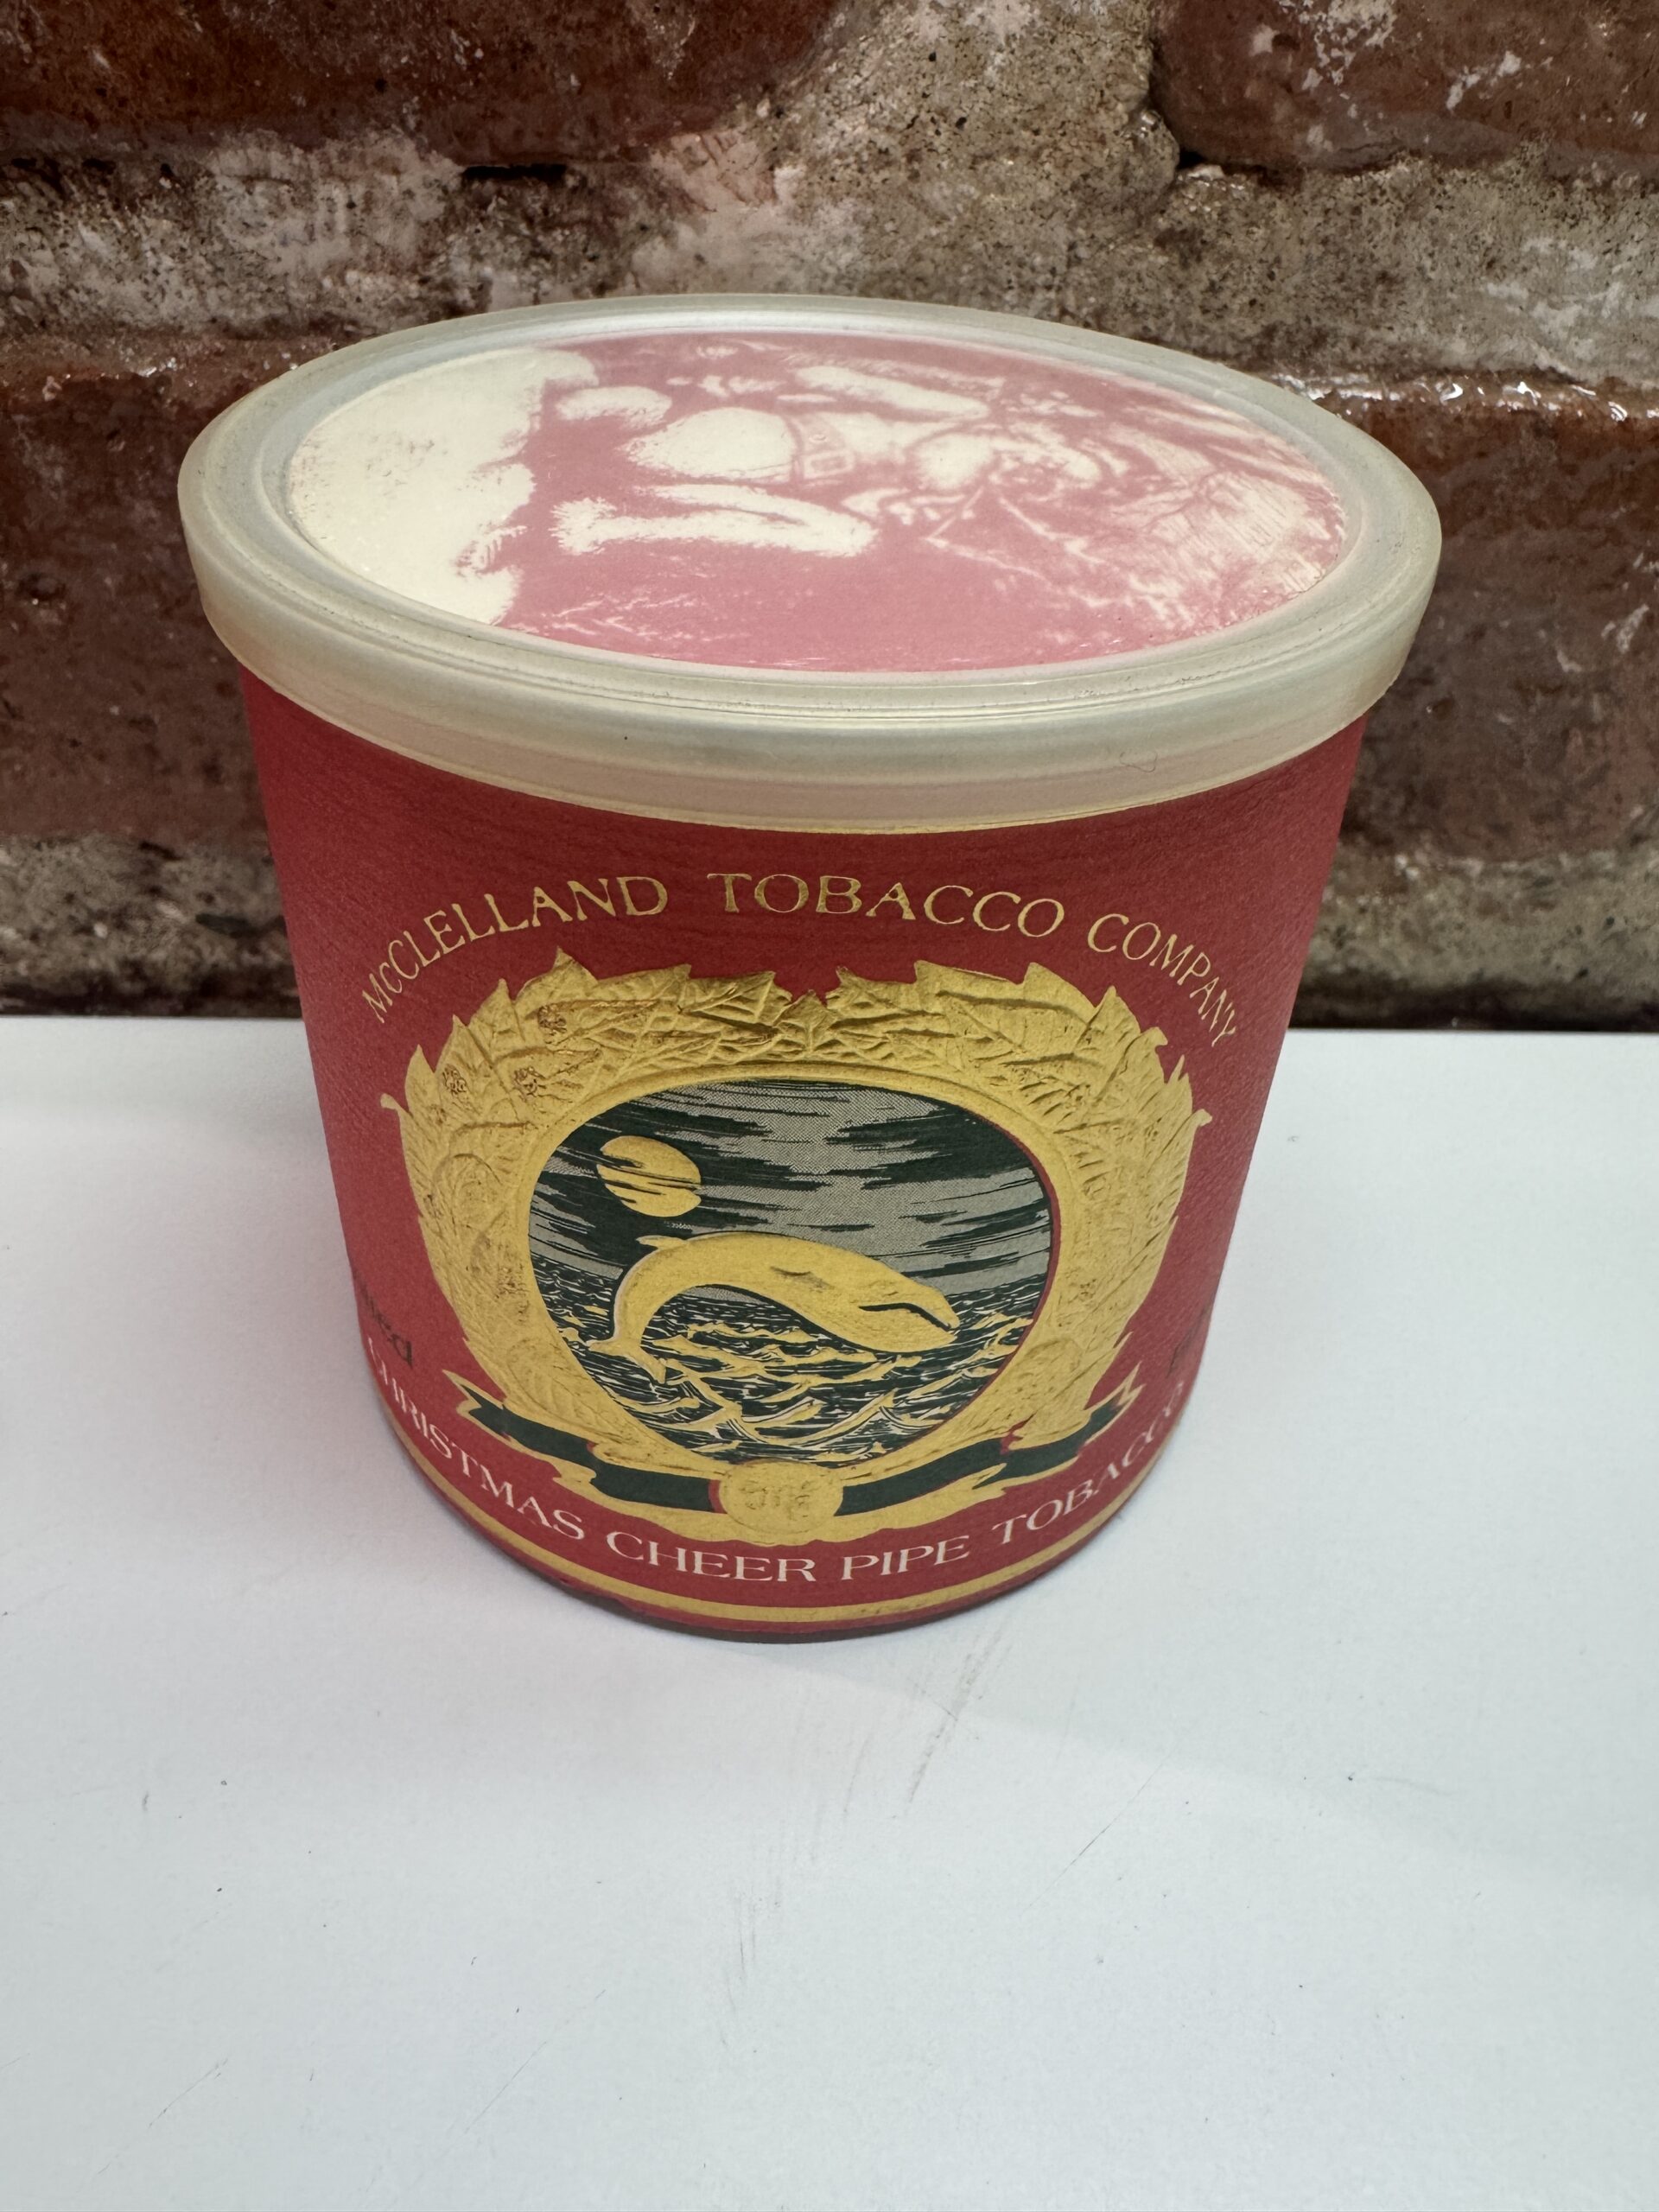 McCLELLAND TOBACCO COMPANY
CHRISTMAS CHEER PIPE TOBACCO